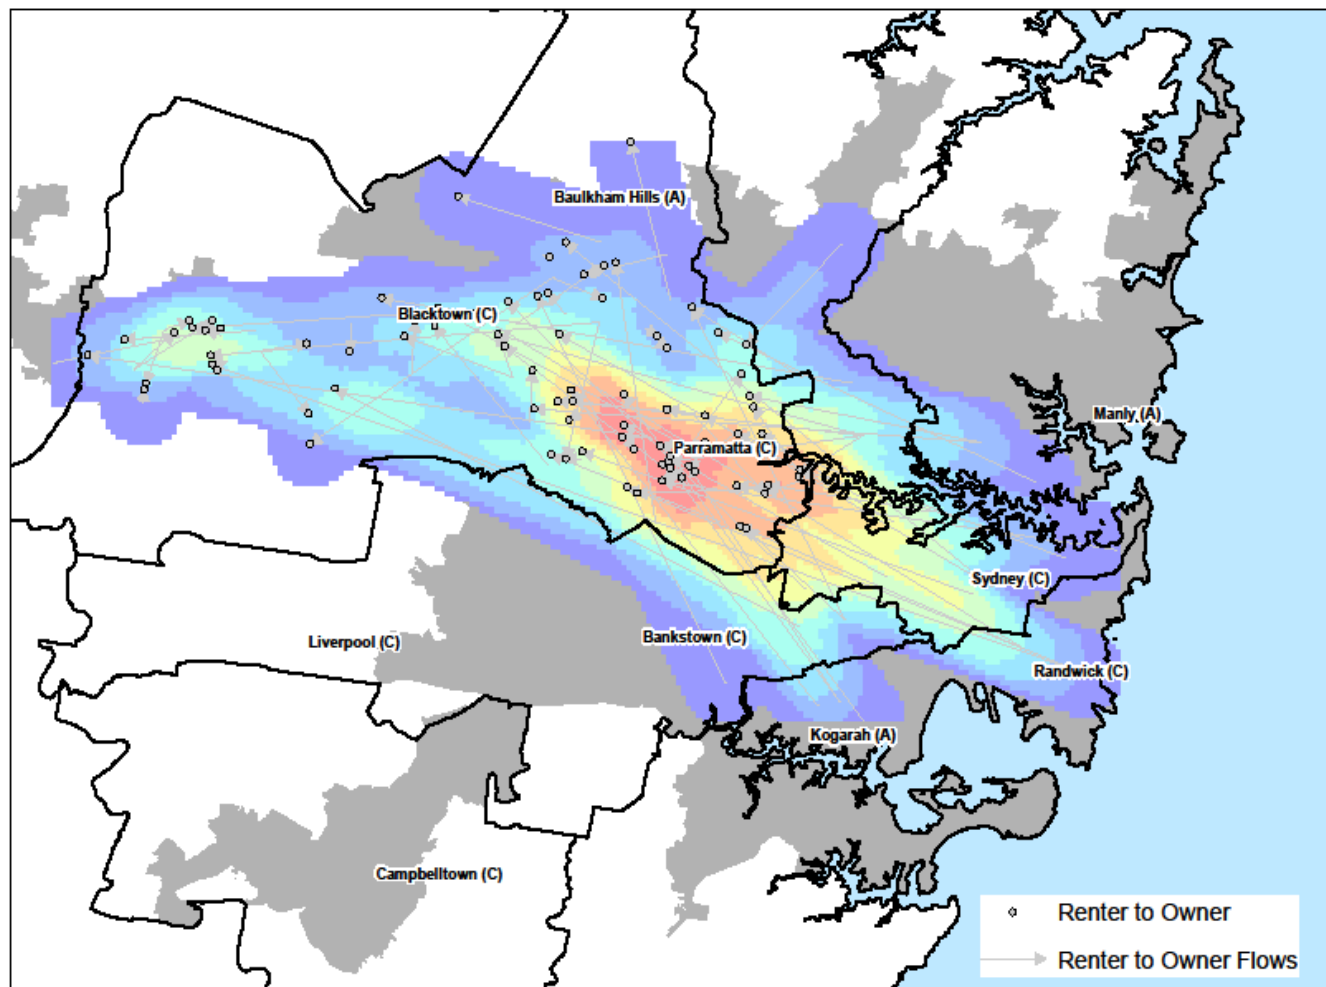 Baulkham Hills (A)
Blacktown (C)
Manly (A)
Parramatta (C)
Sydney (C)
Liverpool (C)
Bankstown (C)
Randwick (C)
Kogarah (A)
Campbelltown (C)
Renter to Owner
Renter to Owner Flows